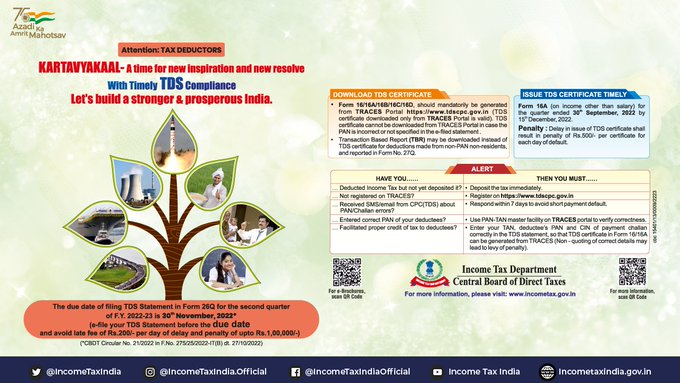 75
Azadi Ka
Amrit Mahotsav
Attention: TAX DEDUCTORS
KARTAVYAKAAL- A time for new inspiration and new resolve
With Timely TDS Compliance
Let's build a stronger & prosperous India.
The due date of filing TDS Statement in Form 26Q for the second quarter
of F.Y. 2022-23 is 30th November, 2022*
(e-file your TDS Statement before the due date
and avoid late fee of Rs.200/- per day of delay and penalty of upto Rs.1,00,000/-)
(*CBDT Circular No. 21/2022 in F.No. 275/25/2022-IT(B) dt. 27/10/2022)
DOWNLOAD TDS CERTIFICATE
• Form 16/16A/16B/16C/16D, should mandatorily be generated
from TRACES Portal https://www.tdscpc.gov.in (TDS
certificate downloaded only from TRACES Portal is valid). TDS
certificate cannot be downloaded from TRACES Portal in case the
PAN is incorrect or not specified in the e-filed statement.
• Transaction Based Report (TBR) may be downloaded instead of
TDS certificate for deductions made from non-PAN non-residents,
and reported in Form No. 27Q.
ISSUE TDS CERTIFICATE TIMELY
Form 16A (on income other than salary) for
the quarter ended 30th September, 2022 by
15th December, 2022.
Penalty : Delay in issue of TDS certificate shall
result in penalty of Rs.500/- per certificate for
each day of default.
ALERT
HAVE YOU...... THEN YOU MUST......
.... Deducted Income Tax but not yet deposited it? • Deposit the tax immediately.
.... Not registered on TRACES? • Register on https://www.tdscpc.gov.in
.... Received SMS/email from CPC(TDS) about PAN/Challan errors? • Respond within 7 days to avoid short payment default.
.... Entered correct PAN of your deductees? • Use PAN-TAN master facility on TRACES portal to verify correctness.
.... Facilitated proper credit of tax to deductees? • Enter your TAN, deductee's PAN and CIN of payment challan
correctly in the TDS statement, so that TDS certificate in Form 16/16A
can be generated from TRACES (Non - quoting of correct details may
lead to levy of penalty).
For e-Brochures,
scan QR Code
Income Tax Department
Central Board of Direct Taxes
For more information, please visit: www.incometax.gov.in
For more information,
scan QR Code
@IncomeTaxIndia
@IncomeTaxIndia.Official
@IncomeTaxIndiaOfficial
Income Tax India
Incometaxindia.gov.in